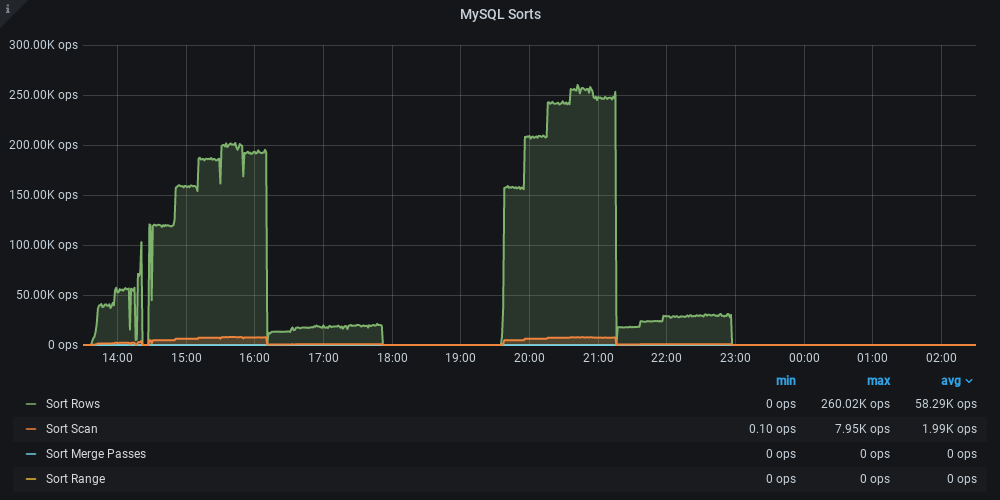 i
MySQL Sorts
300.00K ops
250.00K ops
200.00K ops
150.00K ops
100.00K ops
50.00K ops
0 ops
14:00 15:00 16:00 17:00 18:00 19:00 20:00 21:00 22:00 23:00 00:00 01:00 02:00
min max avg
Sort Rows 0 ops 260.02K ops 58.29K ops
Sort Scan 0.10 ops 7.95K ops 1.99K ops
Sort Merge Passes 0 ops 0 ops 0 ops
Sort Range 0 ops 0 ops 0 ops